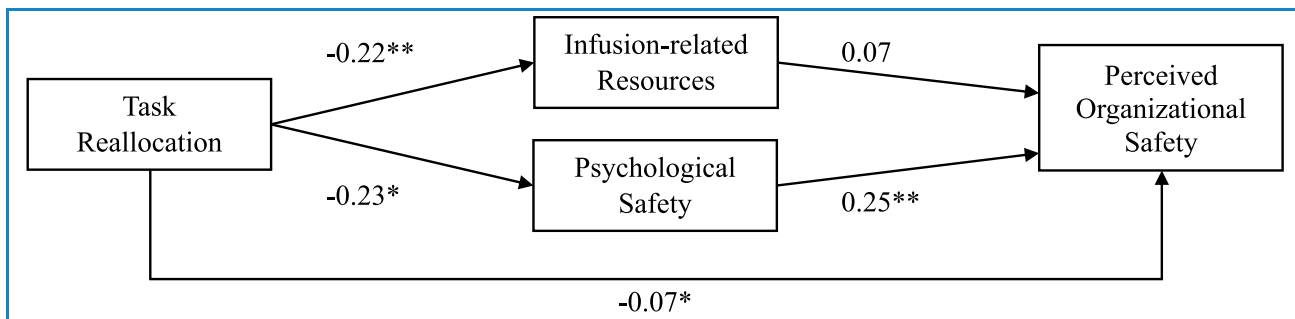 Task
Reallocation
-0.22**
-0.23*
Infusion-related
Resources
Psychological
Safety
0.07
0.25**
Perceived
Organizational
Safety
-0.07*